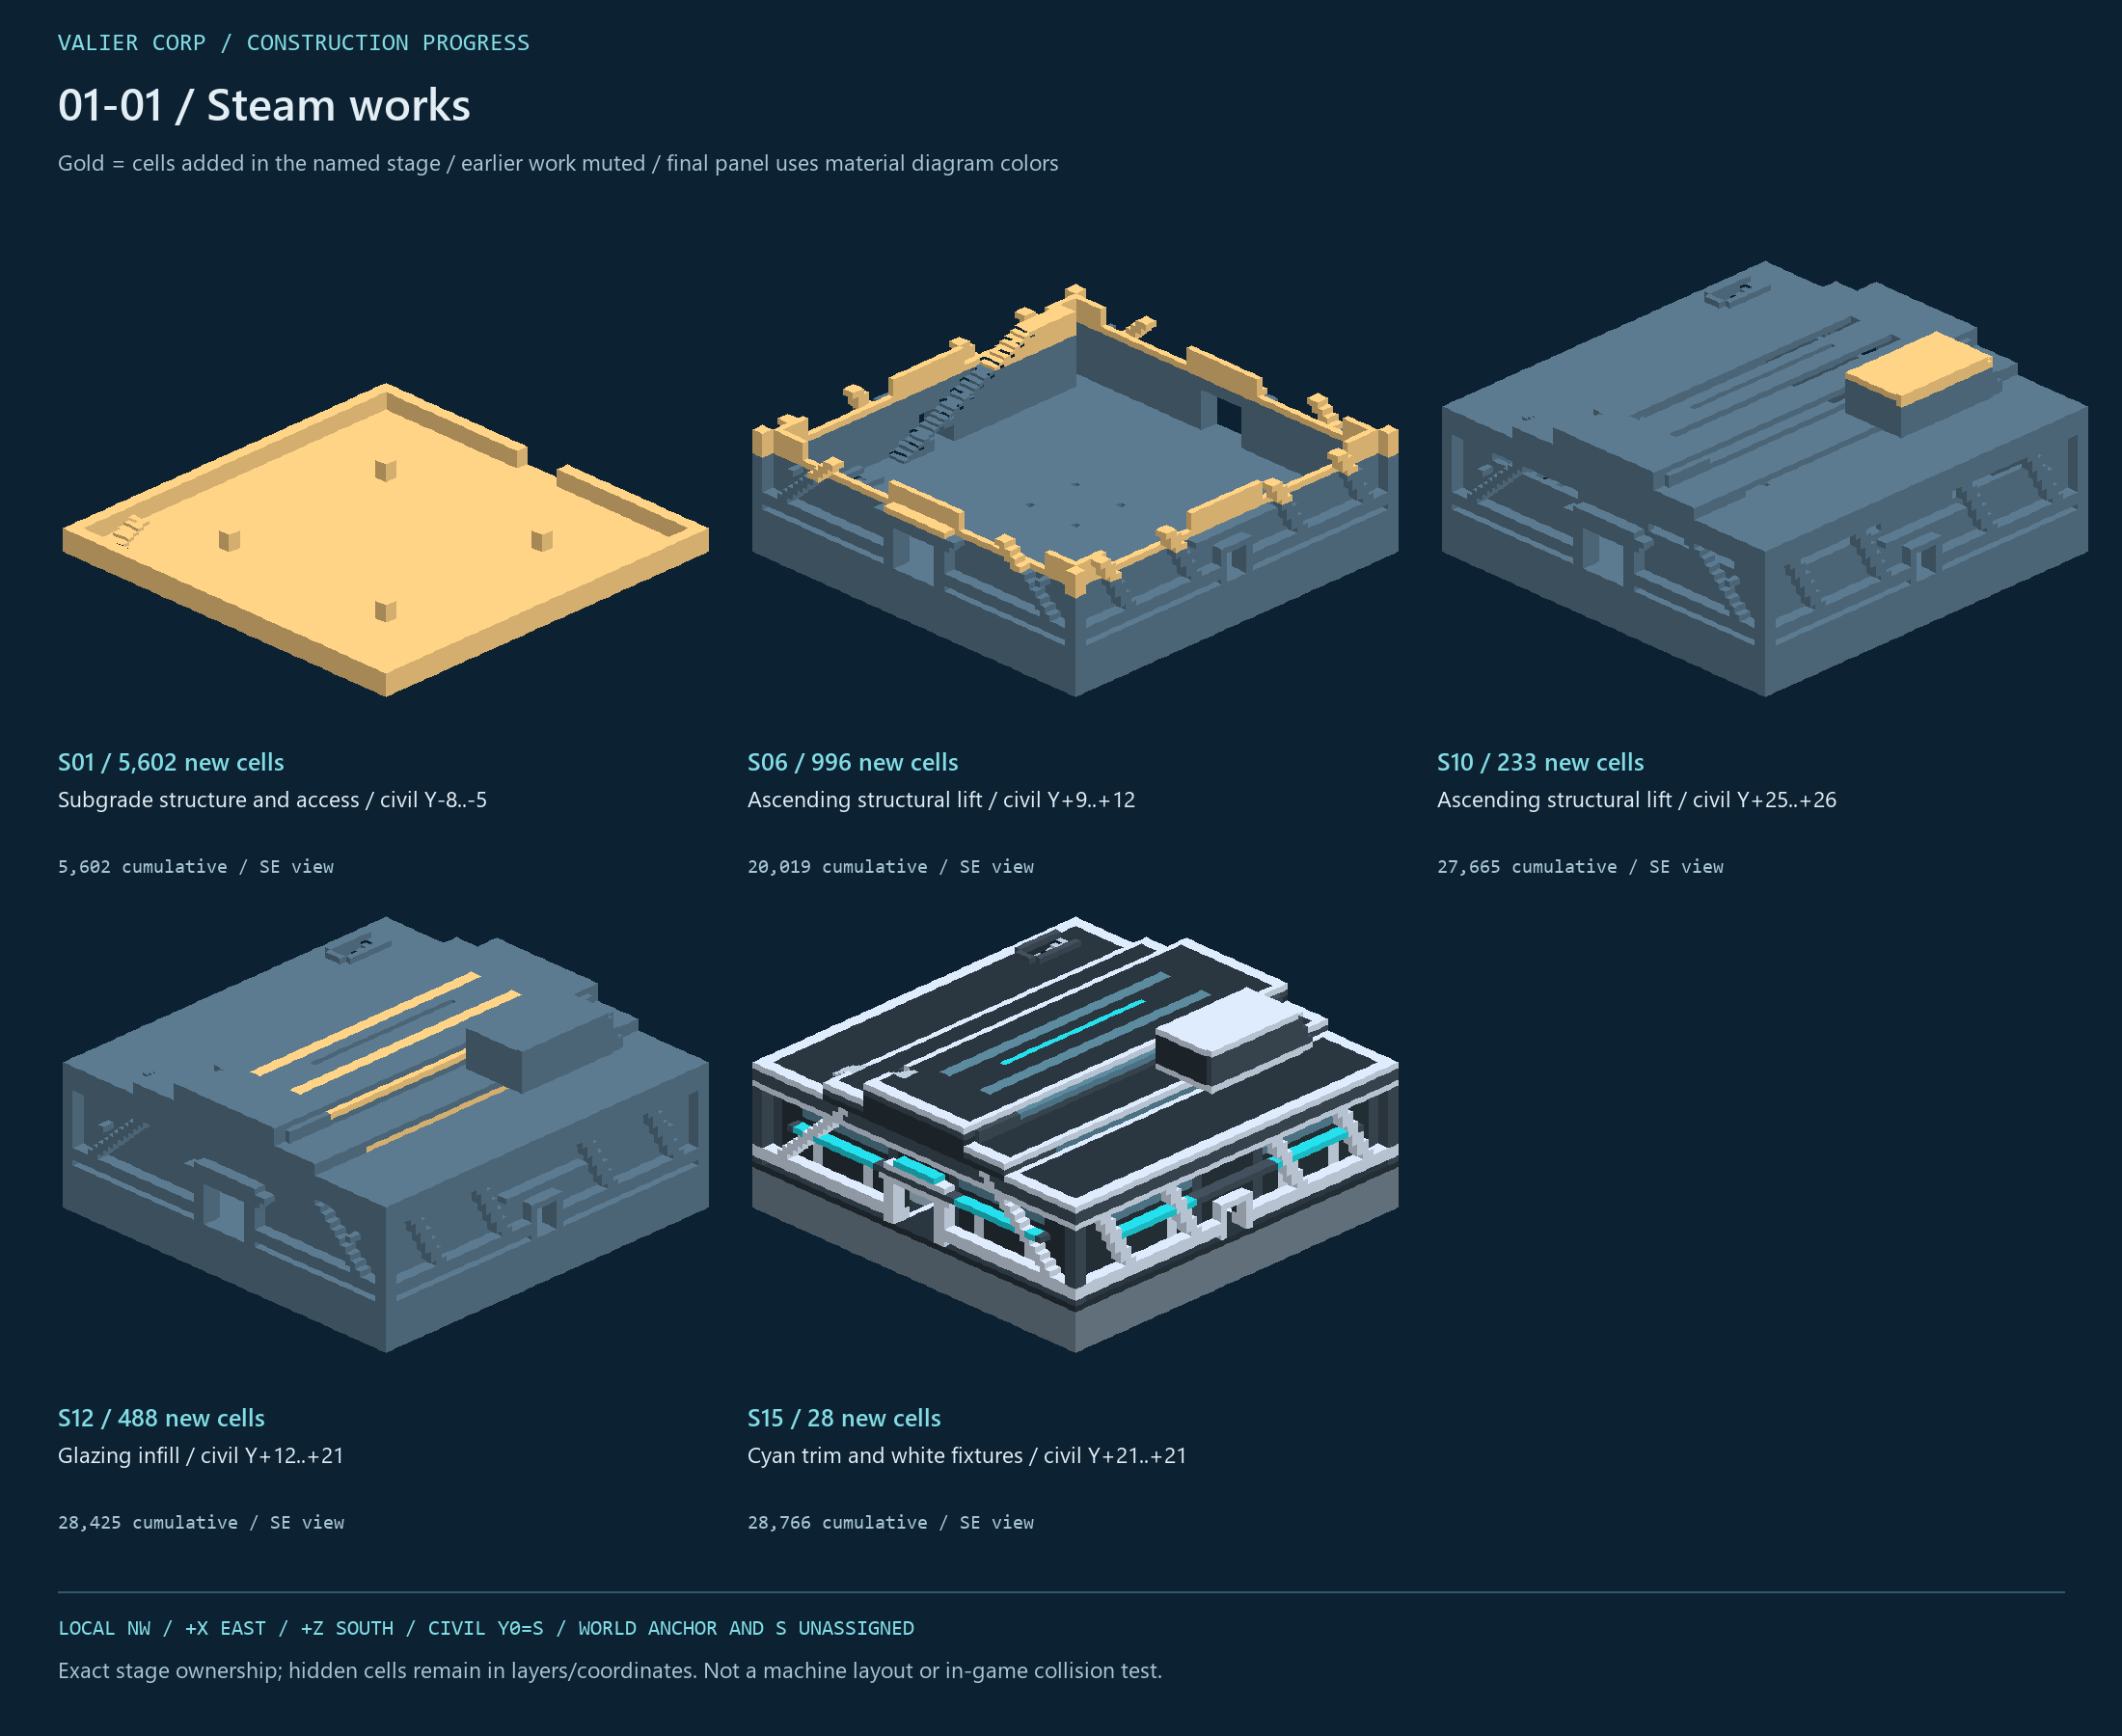 VALIER CORP / CONSTRUCTION PROGRESS
01-01 / Steam works
Gold = cells added in the named stage / earlier work muted / final panel uses material diagram colors
S01 / 5,602 new cells
Subgrade structure and access / civil Y-8..-5
5,602 cumulative / SE view
S06 / 996 new cells
Ascending structural lift / civil Y+9..+12
20,019 cumulative / SE view
S10 / 233 new cells
Ascending structural lift / civil Y+25..+26
27,665 cumulative / SE view
S12 / 488 new cells
Glazing infill / civil Y+12..+21
28,425 cumulative / SE view
S15 / 28 new cells
Cyan trim and white fixtures / civil Y+21..+21
28,766 cumulative / SE view
LOCAL NW / +X EAST / +Z SOUTH / CIVIL Y0=S / WORLD ANCHOR AND S UNASSIGNED
Exact stage ownership; hidden cells remain in layers/coordinates. Not a machine layout or in-game collision test.